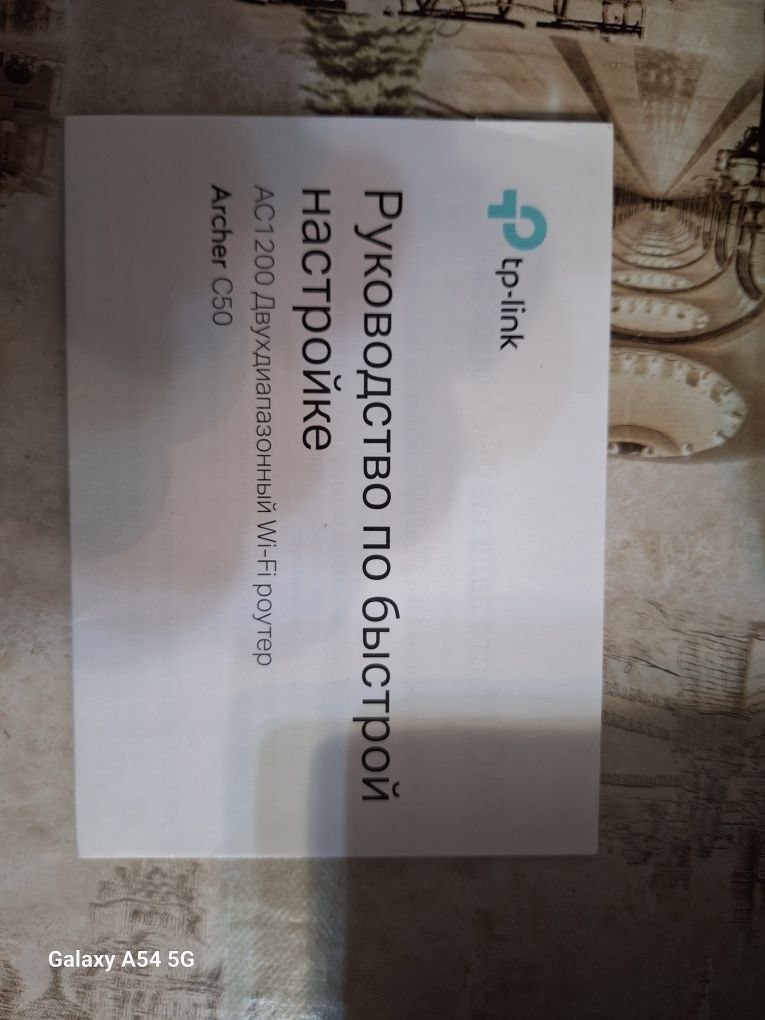 tp-link
Руководство по быстрой
настройке
AC1200 Двухдиапазонный Wi-Fi роутер
Archer C50
Galaxy A54 5G